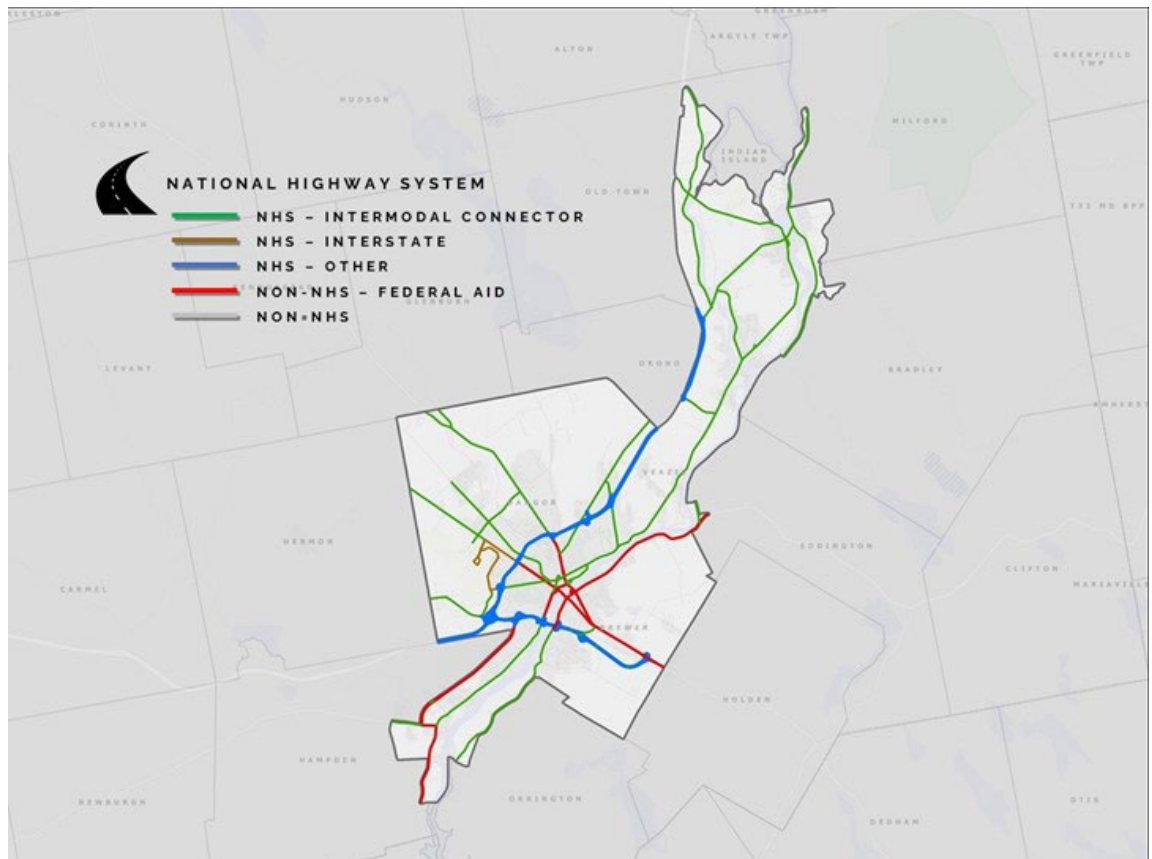 ARGYLE TWP
ALTON
GREENFIELD
TWP
HUDSON
CORINTH
MILFORD
INDIAN
ISLAND
NATIONAL HIGHWAY SYSTEM
OLD TOWN
NHS – INTERMODAL CONNECTOR
NHS – INTERSTATE
NHS – OTHER
NON-NHS – FEDERAL AID
GLENBURN
NON-NHS
ORONO
LEVANT
BRADLEY
BANGOR
HERMON
EDDINGTON
CLIFTON
CARMEL
MARIAVILLE
BREWER
HOLDEN
HAMPDEN
NEWBURGH
ORRINGTON
OTIS
DEDHAM